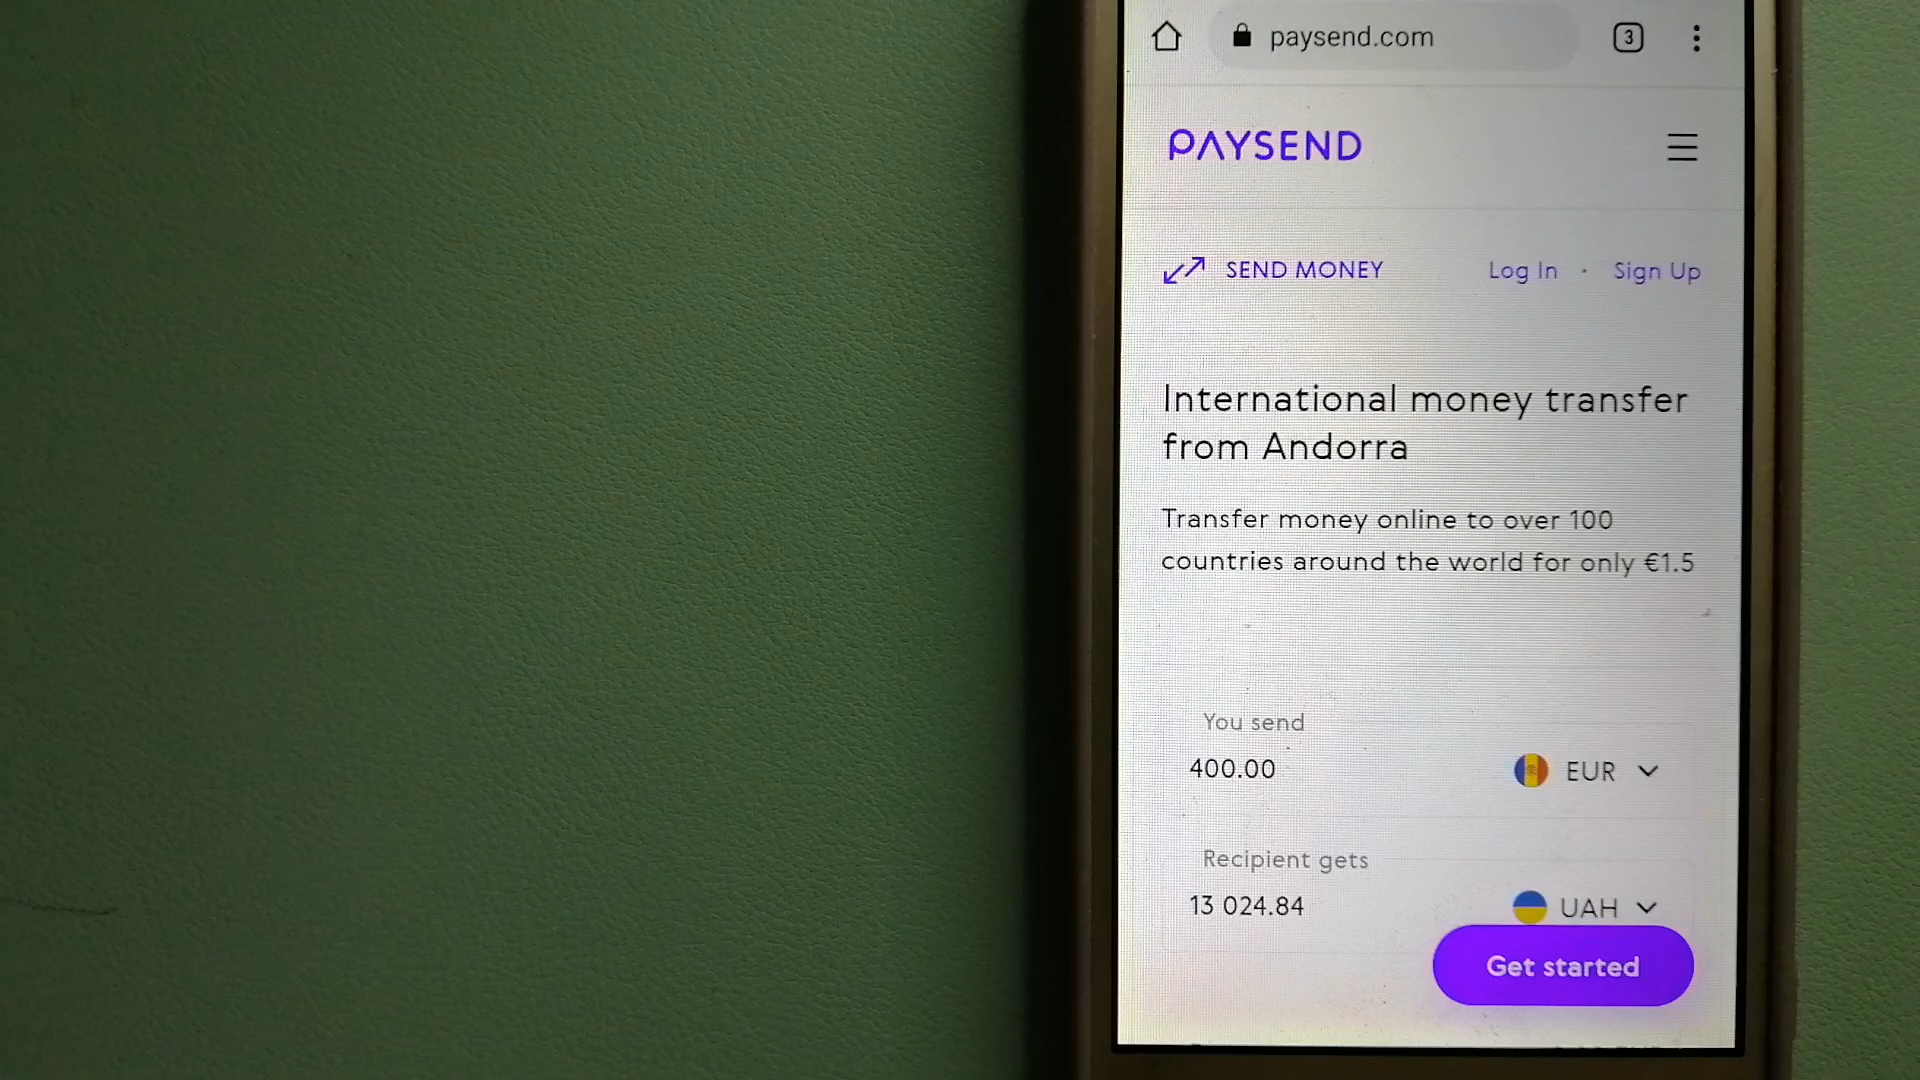 paysend.com
3
PAYSEND
SEND MONEY
Log In · Sign Up
International money transfer
from Andorra
Transfer money online to over 100
countries around the world for only €1.5
You send
400.00
EUR
Recipient gets
13 024.84
UAH
Get started